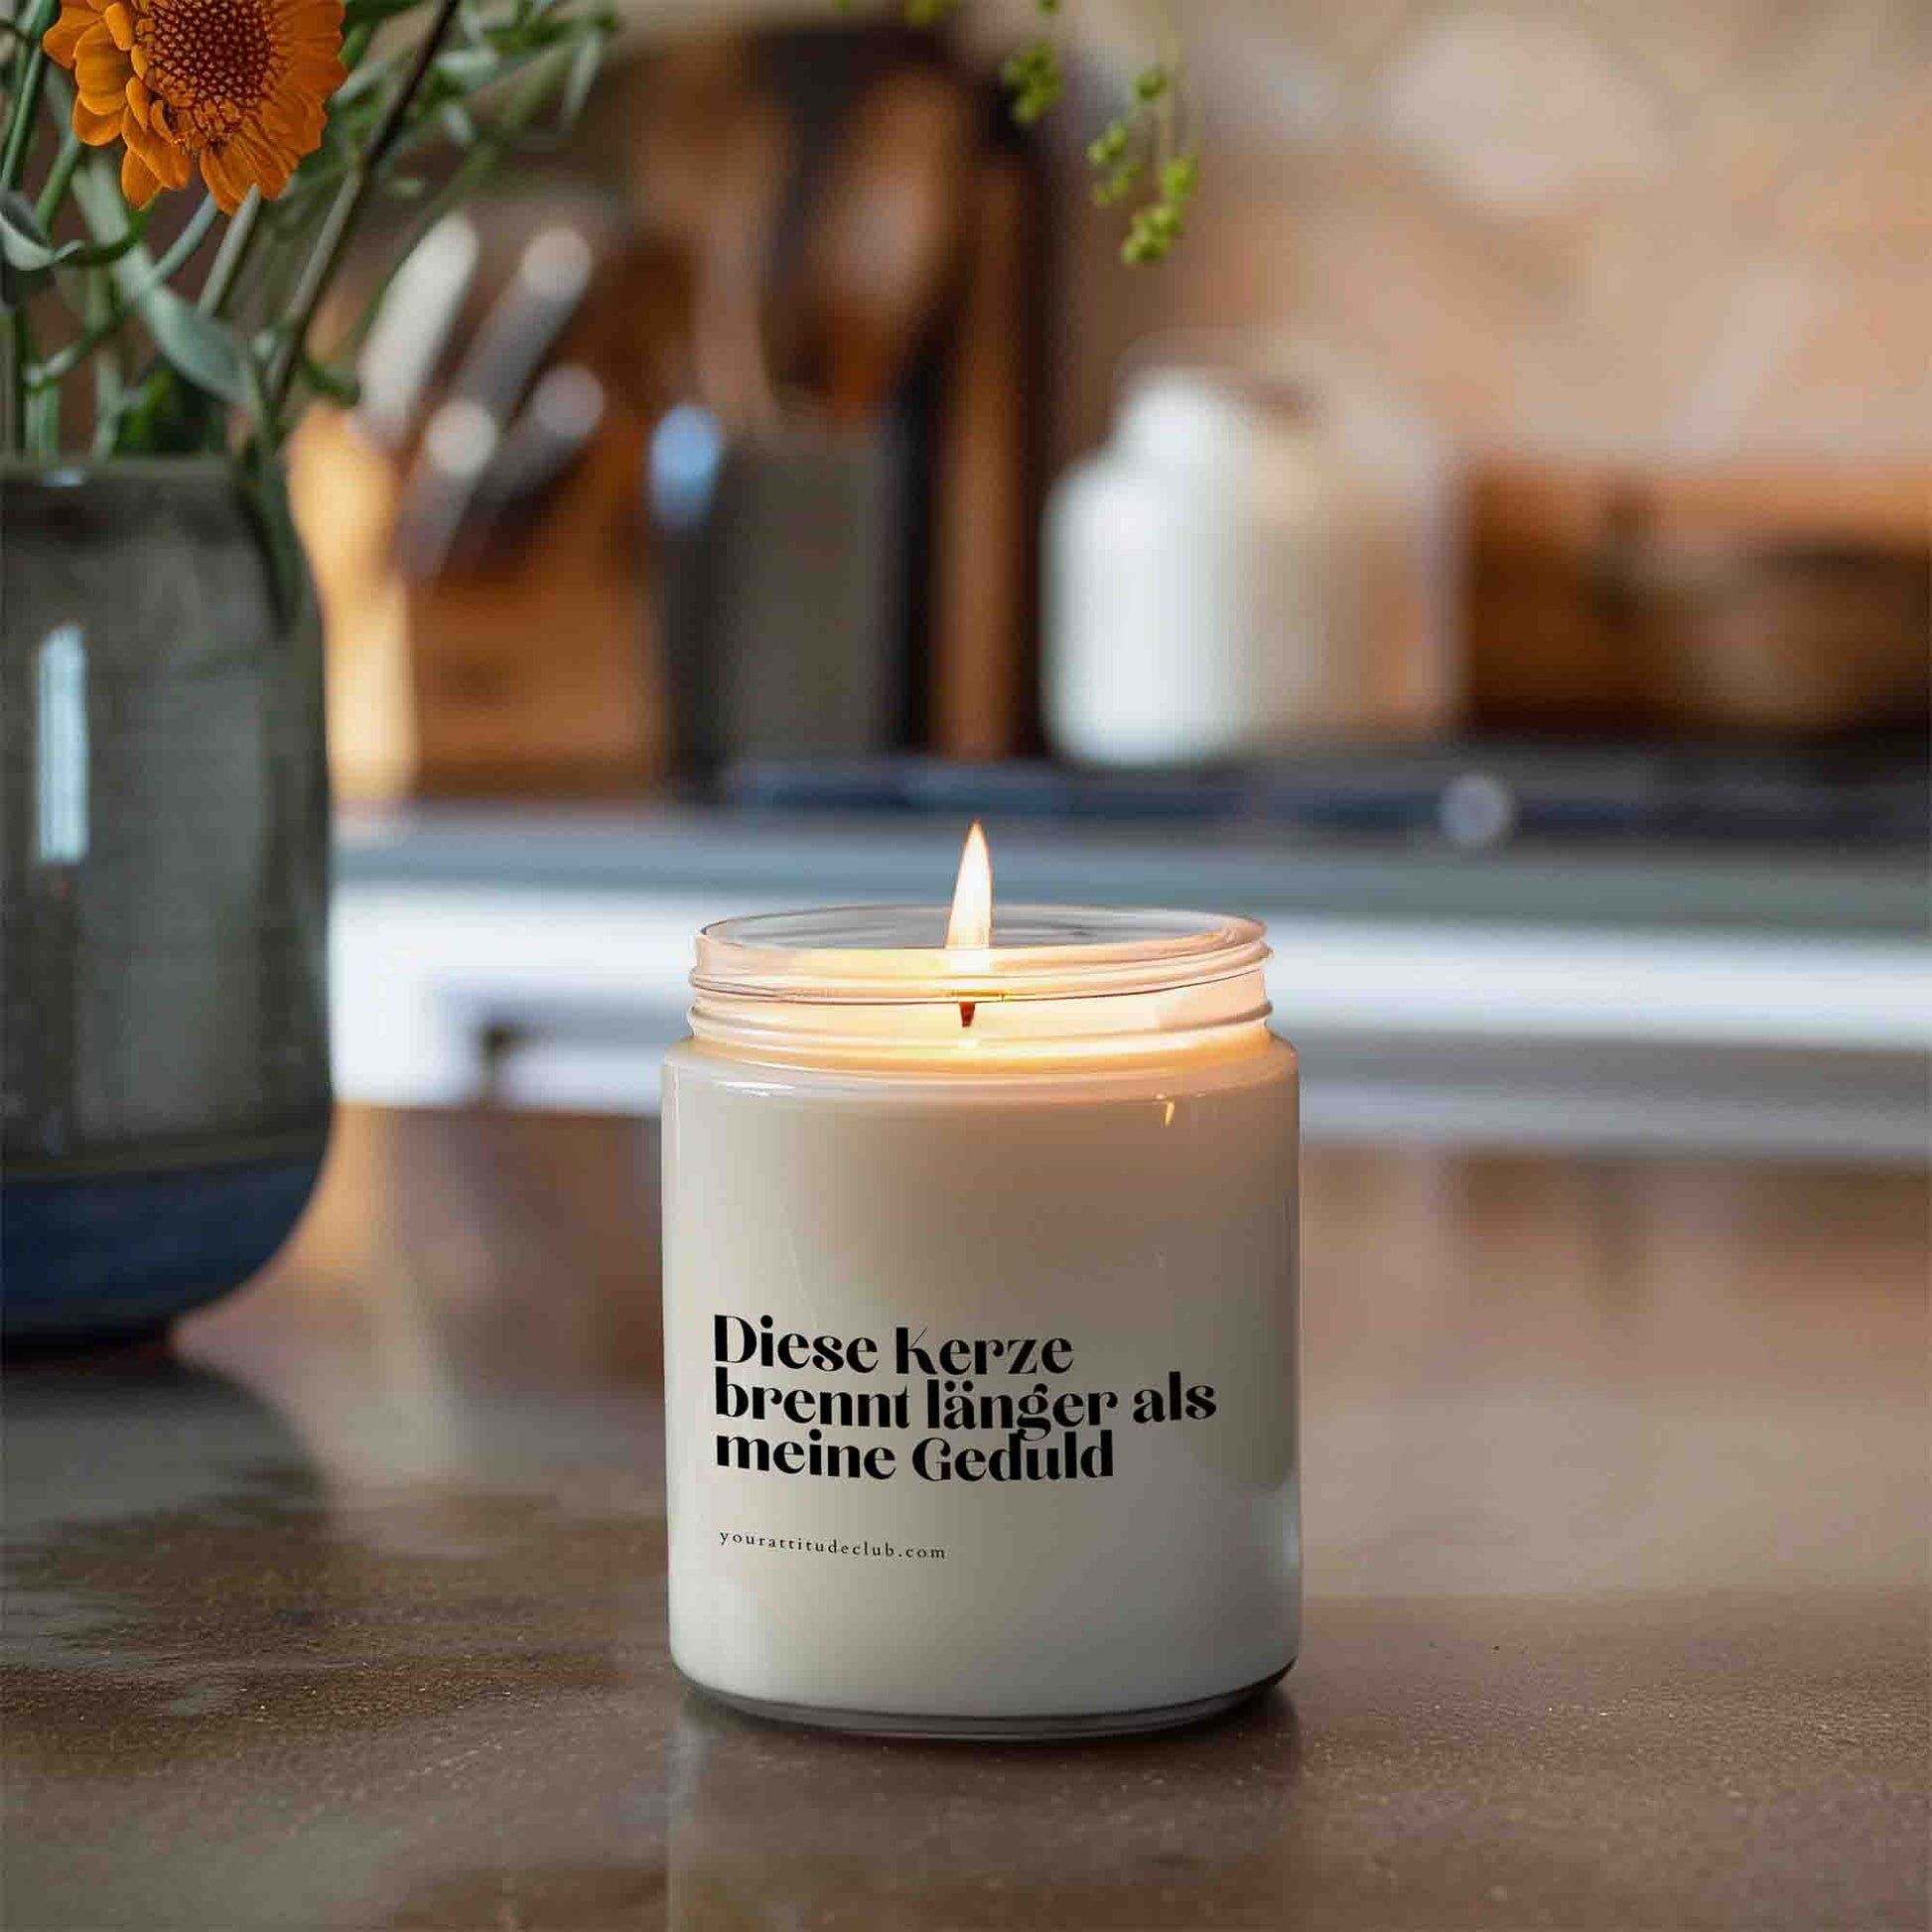 Diese Kerze
brennt länger als
meine Geduld
yourattitudeclub.com